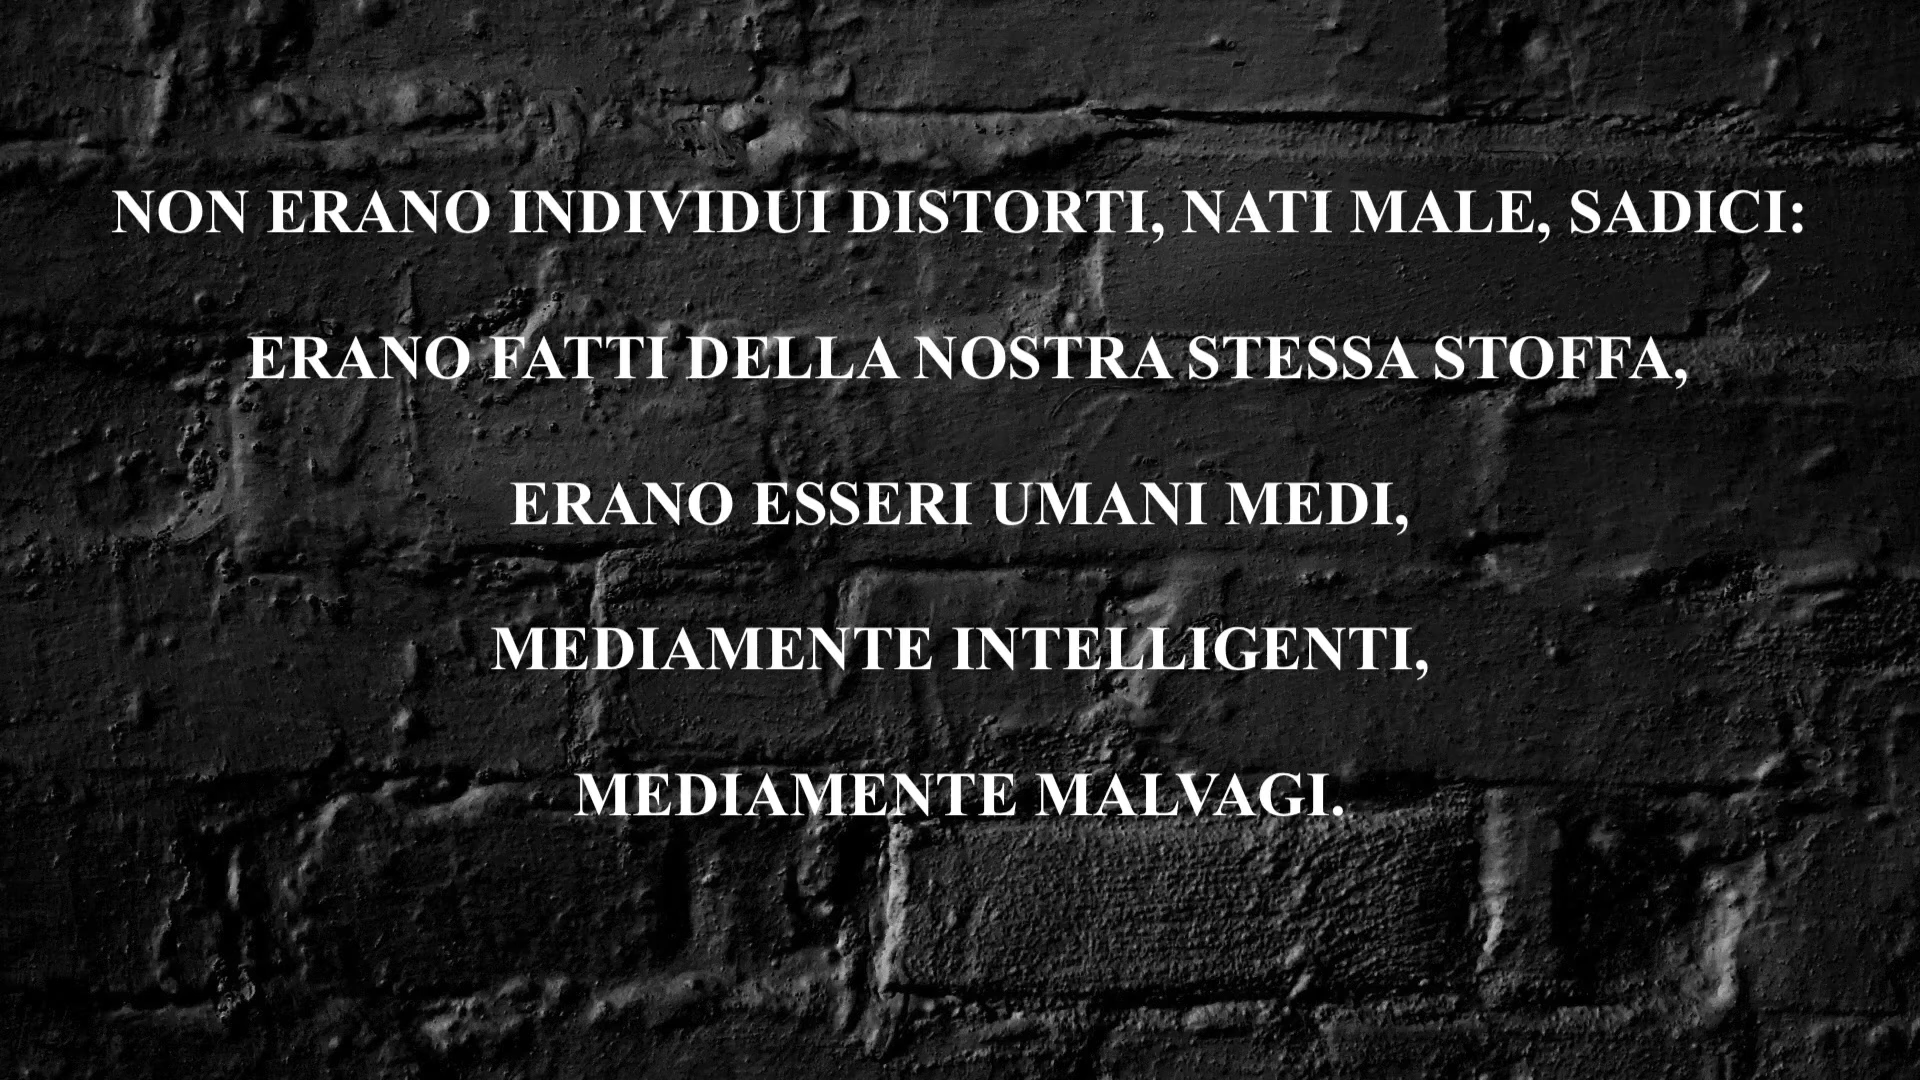 NON ERANO INDIVIDUI DISTORTI, NATI MALE, SADICI:
ERANO FATTI DELLA NOSTRA STESSA STOFFA,
ERANO ESSERI UMANI MEDI,
MEDIAMENTE INTELLIGENTI,
MEDIAMENTE MALVAGI.